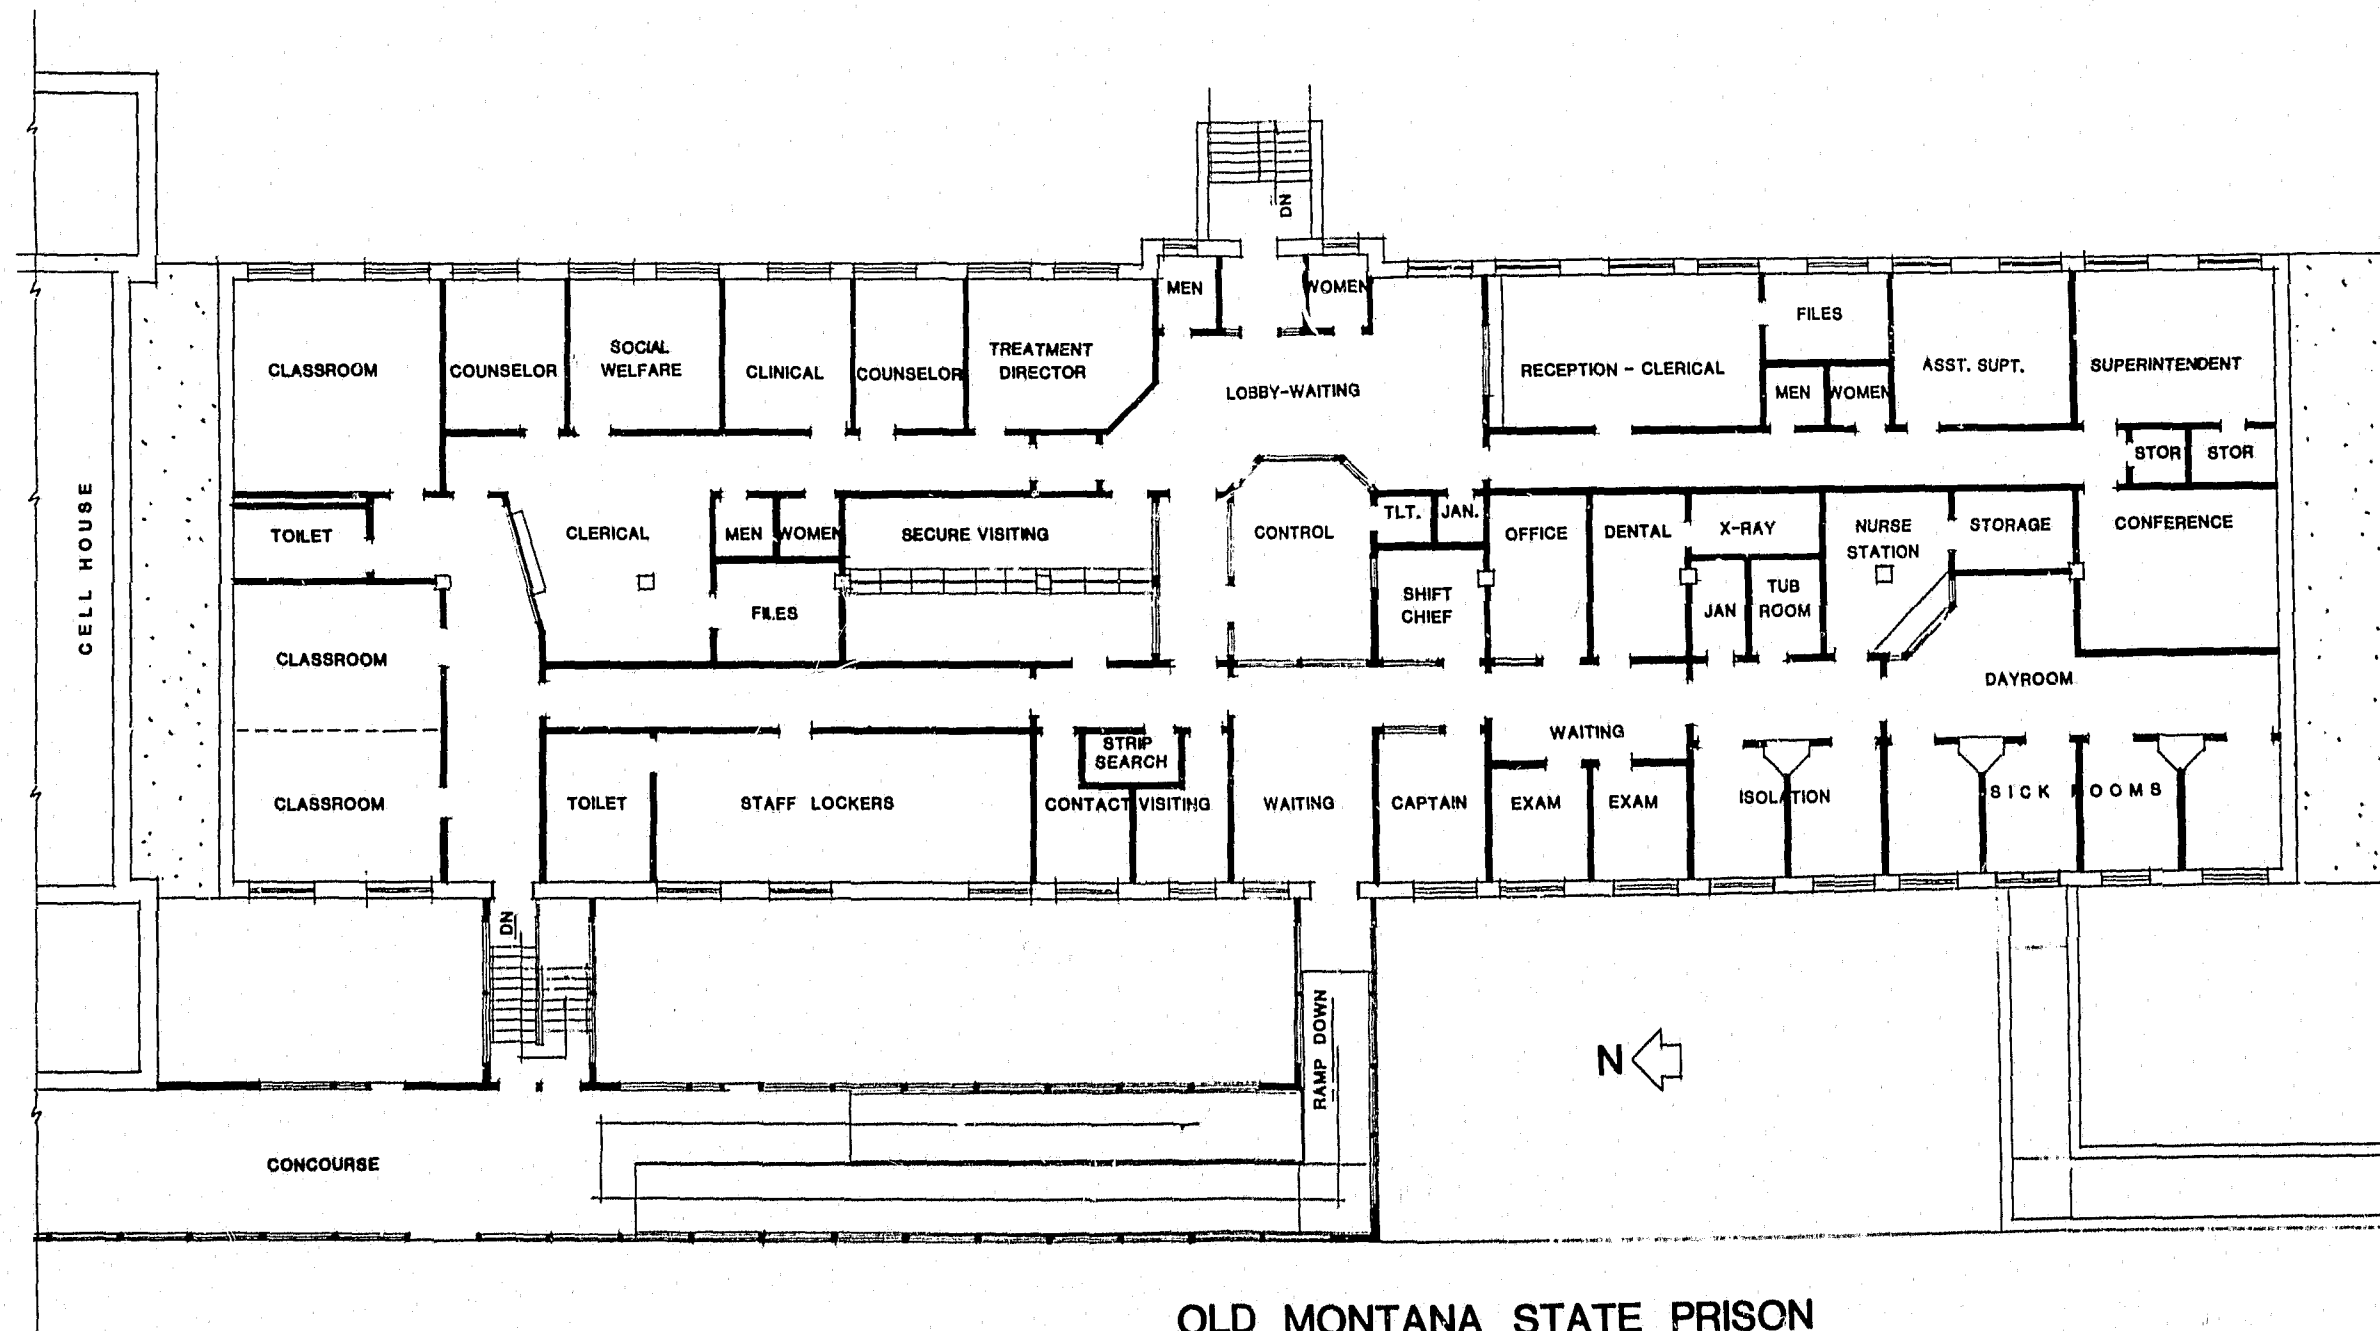 DN
MEN
WOMEN
FILES
CLASSROOM
COUNSELOR
SOCIAL
WELFARE
CLINICAL
COUNSELOR
TREATMENT
DIRECTOR
LOBBY-WAITING
RECEPTION - CLERICAL
MEN
WOMEN
ASST. SUPT.
SUPERINTENDENT
STOR
STOR
CELL HOUSE
TOILET
CLERICAL
MEN
WOMEN
SECURE VISITING
CONTROL
TLT.
JAN.
OFFICE
DENTAL
X-RAY
NURSE
STATION
STORAGE
CONFERENCE
FILES
SHIFT
CHIEF
JAN
TUB
ROOM
CLASSROOM
DAYROOM
WAITING
STRIP
SEARCH
CLASSROOM
TOILET
STAFF LOCKERS
CONTACT VISITING
WAITING
CAPTAIN
EXAM
EXAM
ISOLATION
SICK ROOMS
DN
RAMP DOWN
N
CONCOURSE
OLD MONTANA STATE PRISON